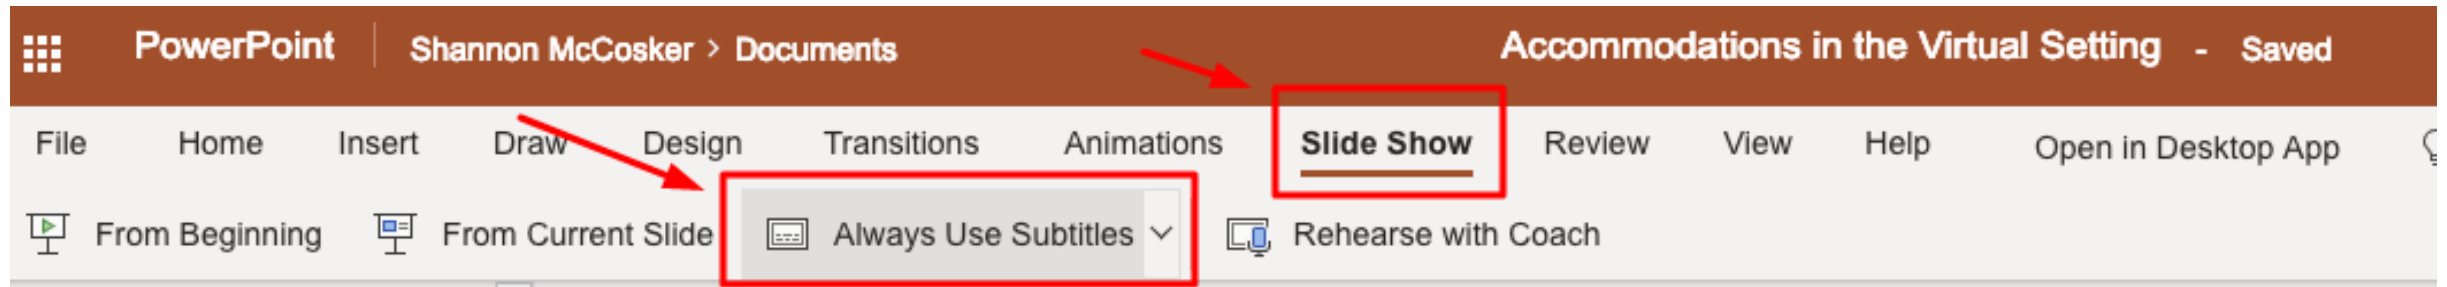 PowerPoint Shannon McCosker > Documents Accommodations in the Virtual Setting - Saved
File Home Insert Draw Design Transitions Animations Slide Show Review View Help Open in Desktop App
From Beginning From Current Slide Always Use Subtitles Rehearse with Coach